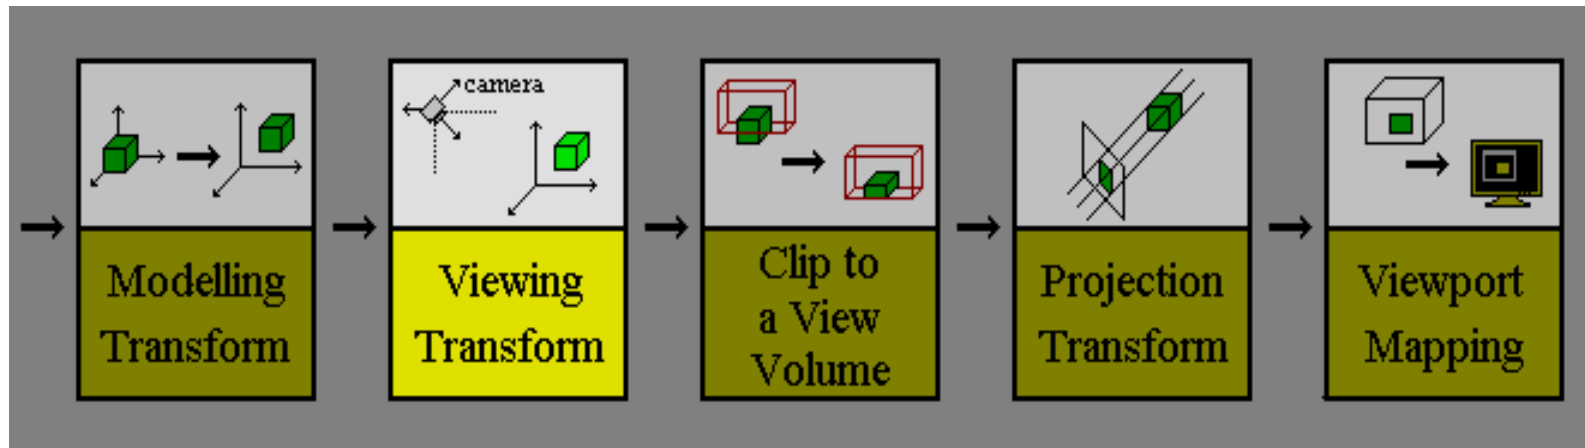 camera
Modelling
Transform
Viewing
Transform
Clip to
a View
Volume
Projection
Transform
Viewport
Mapping